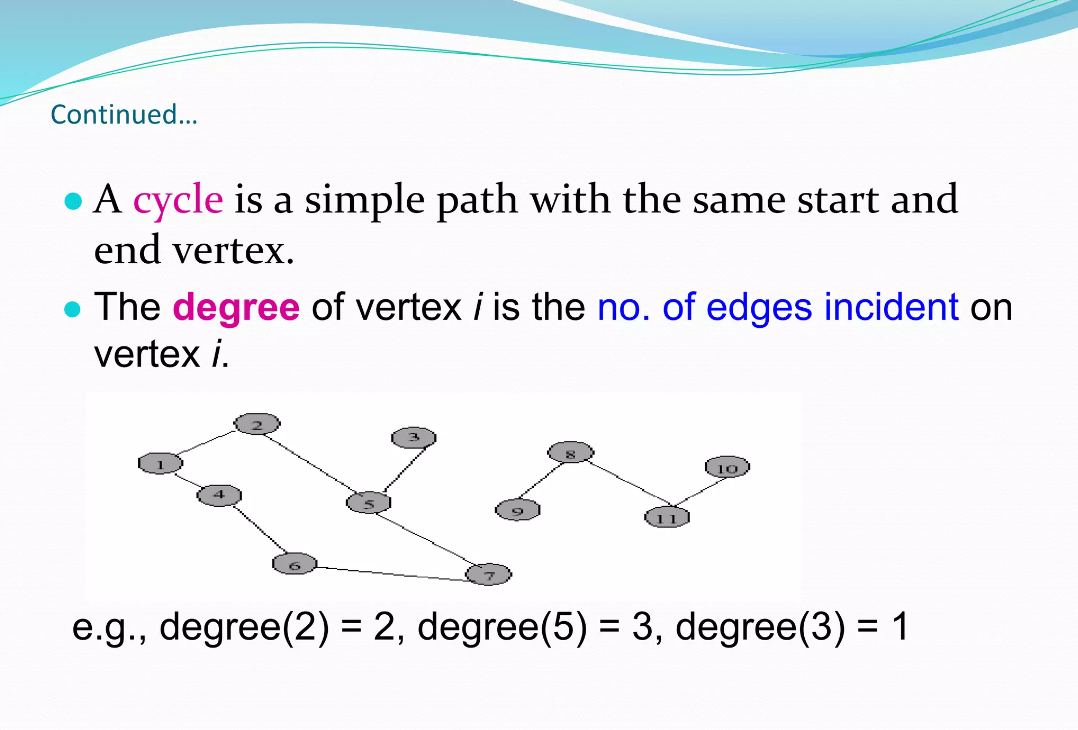 Continued…
● A cycle is a simple path with the same start and
end vertex.
● The degree of vertex i is the no. of edges incident on
vertex i.
2
3
1
8
10
4
5
9
11
6
7
e.g., degree(2) = 2, degree(5) = 3, degree(3) = 1